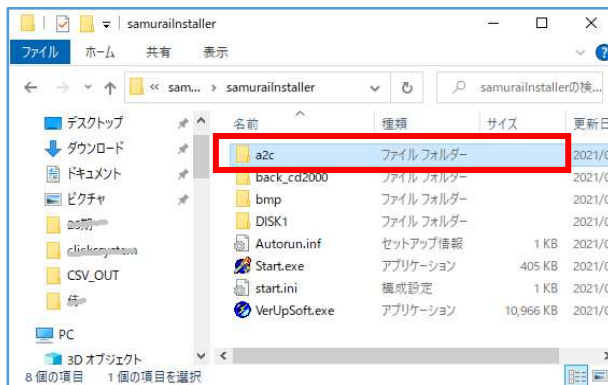 samuraiInstaller
ファイル ホーム 共有 表示
« sam... › samuraiInstaller samuraiInstallerの検...
名前 種類 サイズ 更新日
デスクトップ
ダウンロード
ドキュメント
ピクチャ
CSV_OUT
PC
3D オブジェクト
a2c ファイル フォルダー 2021/0
back_cd2000 ファイル フォルダー 2021/0
bmp ファイル フォルダー 2021/0
DISK1 ファイル フォルダー 2021/0
Autorun.inf セットアップ情報 1 KB 2021/0
Start.exe アプリケーション 405 KB 2021/0
start.ini 構成設定 1 KB 2021/0
VerUpSoft.exe アプリケーション 10,966 KB 2021/0
8 個の項目 1 個の項目を選択